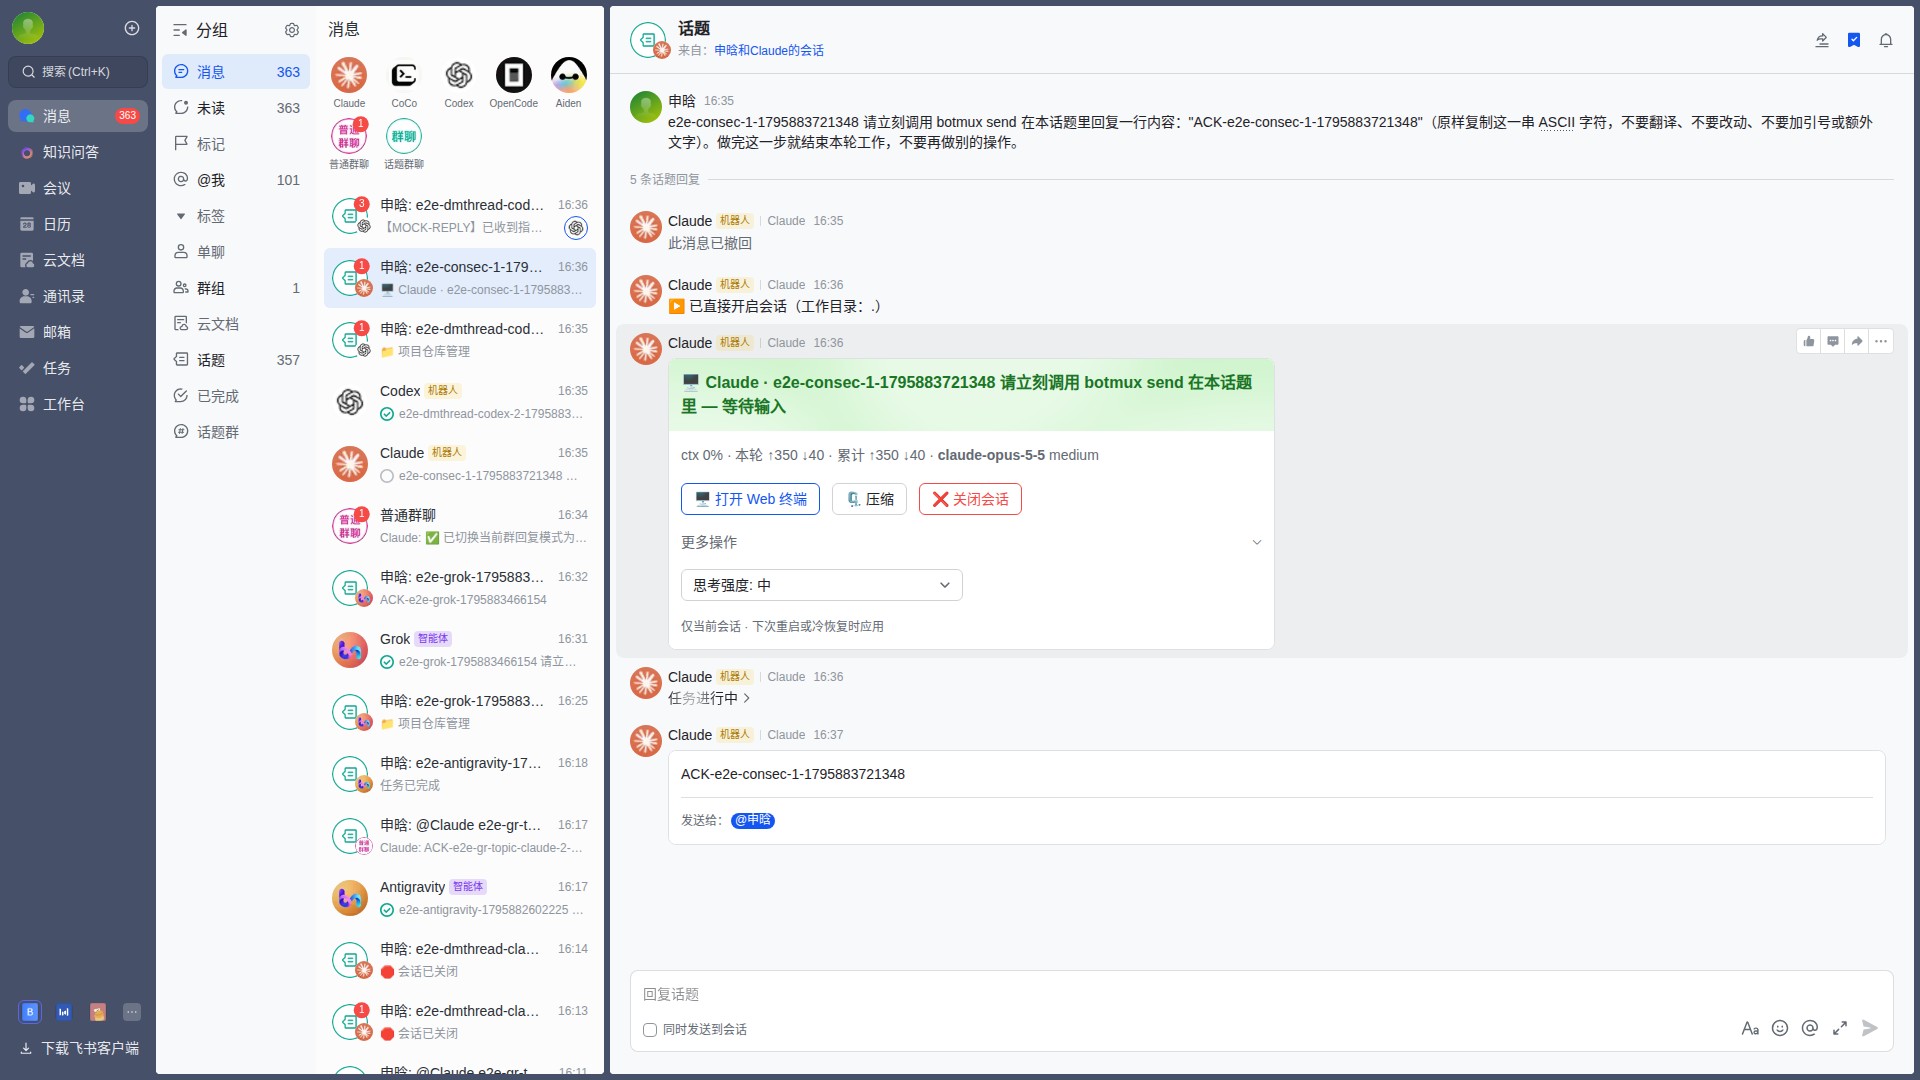 搜索 (Ctrl+K)
消息 363
知识问答
会议
日历
云文档
通讯录
邮箱
任务
工作台
下载飞书客户端
分组
消息 363
未读 363
标记
@我 101
标签
单聊
群组 1
云文档
话题 357
已完成
话题群
消息
Claude CoCo Codex OpenCode Aiden
普通群聊 1
群聊
普通群聊 话题群聊
3 申晗: e2e-dmthread-cod... 16:36
【MOCK-REPLY】已收到指...
1 申晗: e2e-consec-1-179... 16:36
Claude · e2e-consec-1-1795883...
1 申晗: e2e-dmthread-cod... 16:35
项目仓库管理
Codex 机器人 16:35
e2e-dmthread-codex-2-1795883...
Claude 机器人 16:35
e2e-consec-1-1795883721348 ...
1 普通群聊 16:34
Claude: ✅ 已切换当前群回复模式为...
申晗: e2e-grok-1795883... 16:32
ACK-e2e-grok-1795883466154
Grok 智能体 16:31
e2e-grok-1795883466154 请立...
申晗: e2e-grok-1795883... 16:25
项目仓库管理
申晗: e2e-antigravity-17... 16:18
任务已完成
申晗: @Claude e2e-gr-t... 16:17
Claude: ACK-e2e-gr-topic-claude-2-...
Antigravity 智能体 16:17
e2e-antigravity-1795882602225 ...
申晗: e2e-dmthread-cla... 16:14
会话已关闭
1 申晗: e2e-dmthread-cla... 16:13
会话已关闭
申晗: @Claude e2e-gr-t... 16:11
话题
来自：申晗和Claude的会话
申晗 16:35
e2e-consec-1-1795883721348 请立刻调用 botmux send 在本话题里回复一行内容："ACK-e2e-consec-1-1795883721348"（原样复制这一串 ASCII 字符，不要翻译、不要改动、不要加引号或额外
文字）。做完这一步就结束本轮工作，不要再做别的操作。
5 条话题回复
Claude 机器人 Claude 16:35
此消息已撤回
Claude 机器人 Claude 16:36
已直接开启会话（工作目录：.）
Claude 机器人 Claude 16:36
Claude · e2e-consec-1-1795883721348 请立刻调用 botmux send 在本话题
里 — 等待输入
ctx 0% · 本轮 ↑350 ↓40 · 累计 ↑350 ↓40 · claude-opus-5-5 medium
打开 Web 终端 压缩 关闭会话
更多操作
思考强度: 中
仅当前会话 · 下次重启或冷恢复时应用
Claude 机器人 Claude 16:36
任务进行中
Claude 机器人 Claude 16:37
ACK-e2e-consec-1-1795883721348
发送给：@申晗
回复话题
同时发送到会话